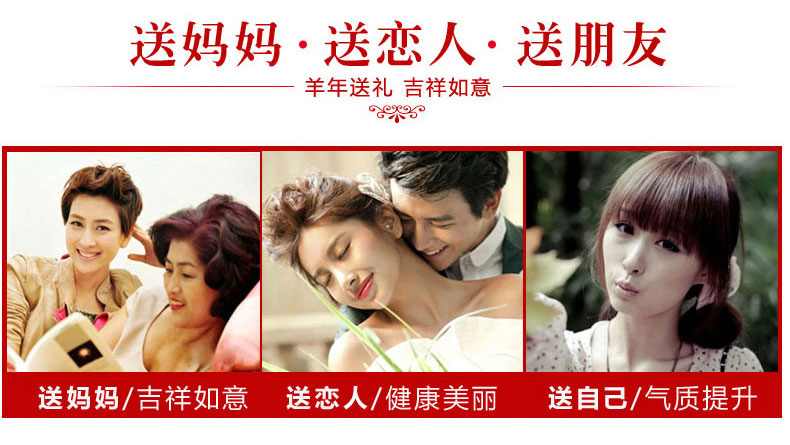 送妈妈·送恋人·送朋友
羊年送礼 吉祥如意
送妈妈/吉祥如意
送恋人/健康美丽
送自己/气质提升